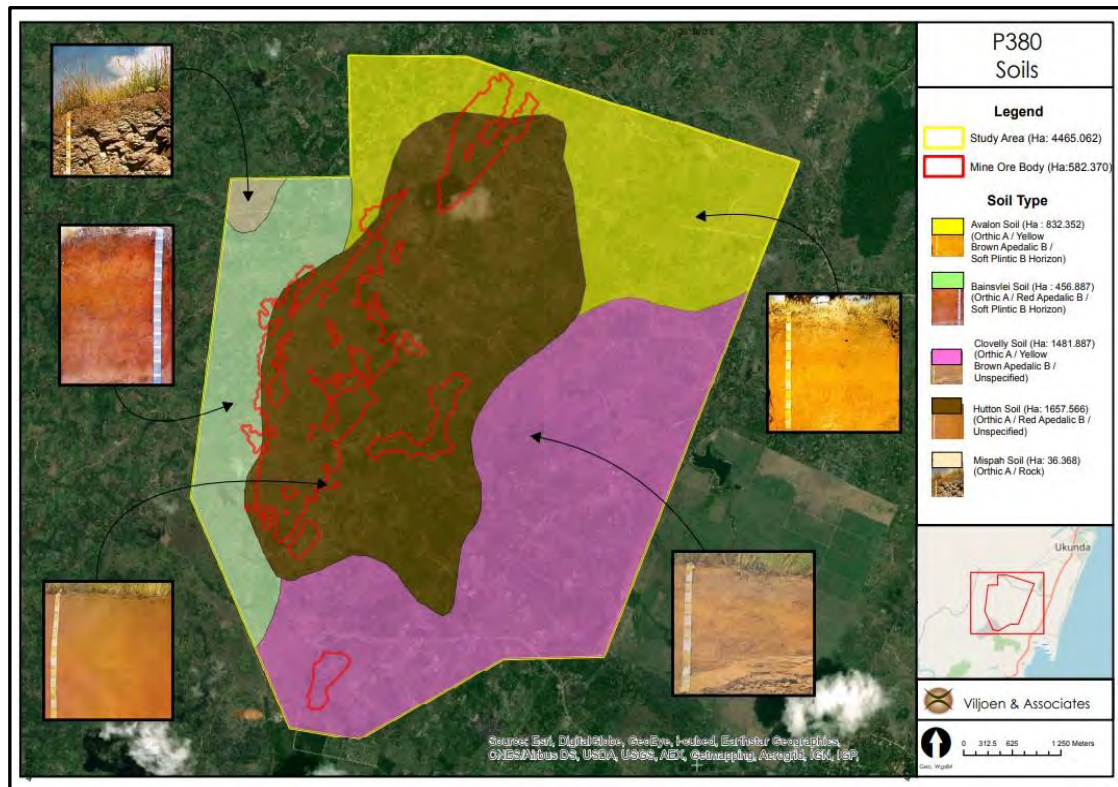 P380
Soils
Legend
Study Area (Ha: 4465.062)
Mine Ore Body (Ha:582.370)
Soil Type
Avalon Soil (Ha : 832.352)
(Orthic A / Yellow
Brown Apedalic B /
Soft Plintic B Horizon)
Bainsvlei Soil (Ha : 456.887)
(Orthic A / Red Apedalic B /
Soft Plintic B Horizon)
Clovelly Soil (Ha: 1481.887)
(Orthic A / Yellow
Brown Apedalic B /
Unspecified)
Hutton Soil (Ha: 1657.566)
(Orthic A / Red Apedalic B /
Unspecified)
Mispah Soil (Ha: 36.368)
(Orthic A / Rock)
Ukunda
Viljoen & Associates
0 312.5 625 1 250 Meters
Source: Esri, DigitalGlobe, GeoEye, i-cubed, Earthstar Geographics,
CNES/Airbus DS, USDA, USGS, AEX, Getmapping, Aerogrid, IGN, IGP,